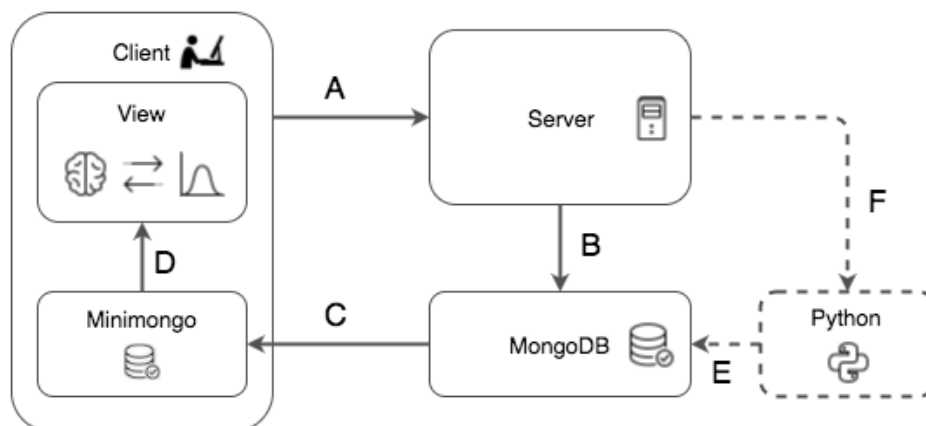 Client
View
A
Server
F
D
B
Minimongo
C
MongoDB
E
Python